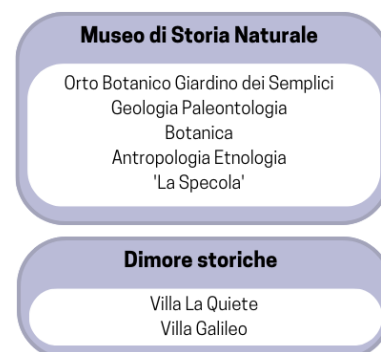 Museo di Storia Naturale
Orto Botanico Giardino dei Semplici
Geologia Paleontologia
Botanica
Antropologia Etnologia
'La Specola'
Dimore storiche
Villa La Quiete
Villa Galileo